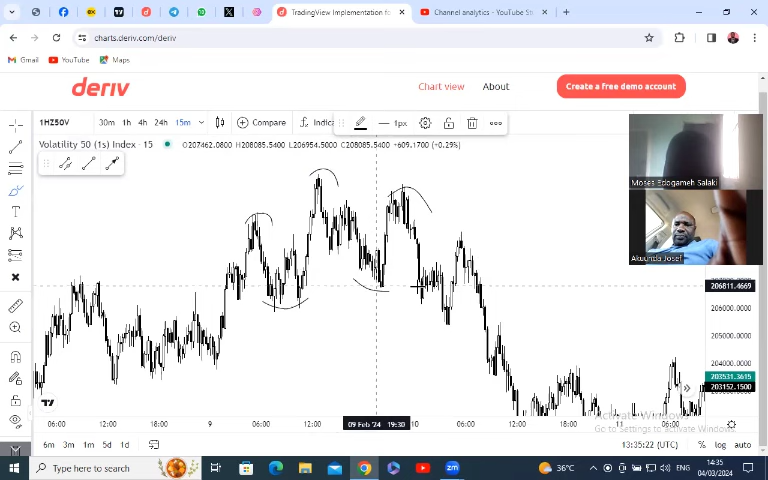 TradingView Implementation fo
Channel analytics - YouTube St
charts.deriv.com/deriv
Gmail YouTube Maps
deriv
Chart view About Create a free demo account
1HZ50V 30m 1h 4h 24h 15m Compare Indica 1px
Volatility 50 (1s) Index · 15 O207462.0800 H208085.5400 L206954.5000 C208085.5400 +609.1700 (+0.29%)
Moses Edogameh Salaki
Akuunda Josef
206811.4669
206000.0000
205000.0000
204000.0000
203531.3615
203152.1500
06:00 12:00 18:00 9 06:00 12:00 09 Feb '24 19:30 10 06:00 12:00 18:00 11 06:00
Activate Windows
Go to Settings to activate Windows.
6m 3m 1m 5d 1d 13:35:22 (UTC) % log auto
Type here to search 36°C ENG 14:35
04/03/2024